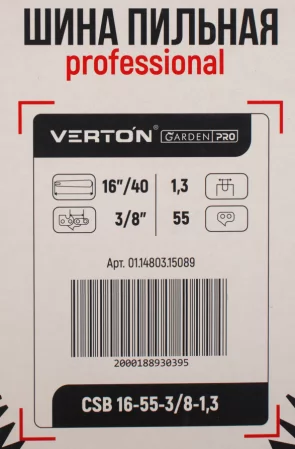 ШИНА ПИЛЬНАЯ
professional
VERTON GARDEN PRO
16"/40 1,3
3/8" 55
Арт. 01.14803.15089
2000188930395
CSB 16-55-3/8-1,3